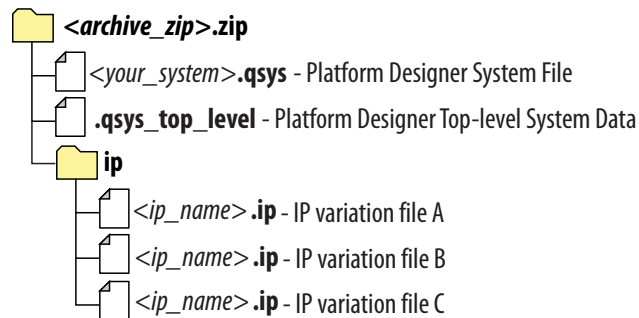 <archive_zip>.zip
<your_system>.qsys - Platform Designer System File
.qsys_top_level - Platform Designer Top-level System Data
ip
<ip_name> .ip - IP variation file A
<ip_name> .ip - IP variation file B
<ip_name> .ip - IP variation file C